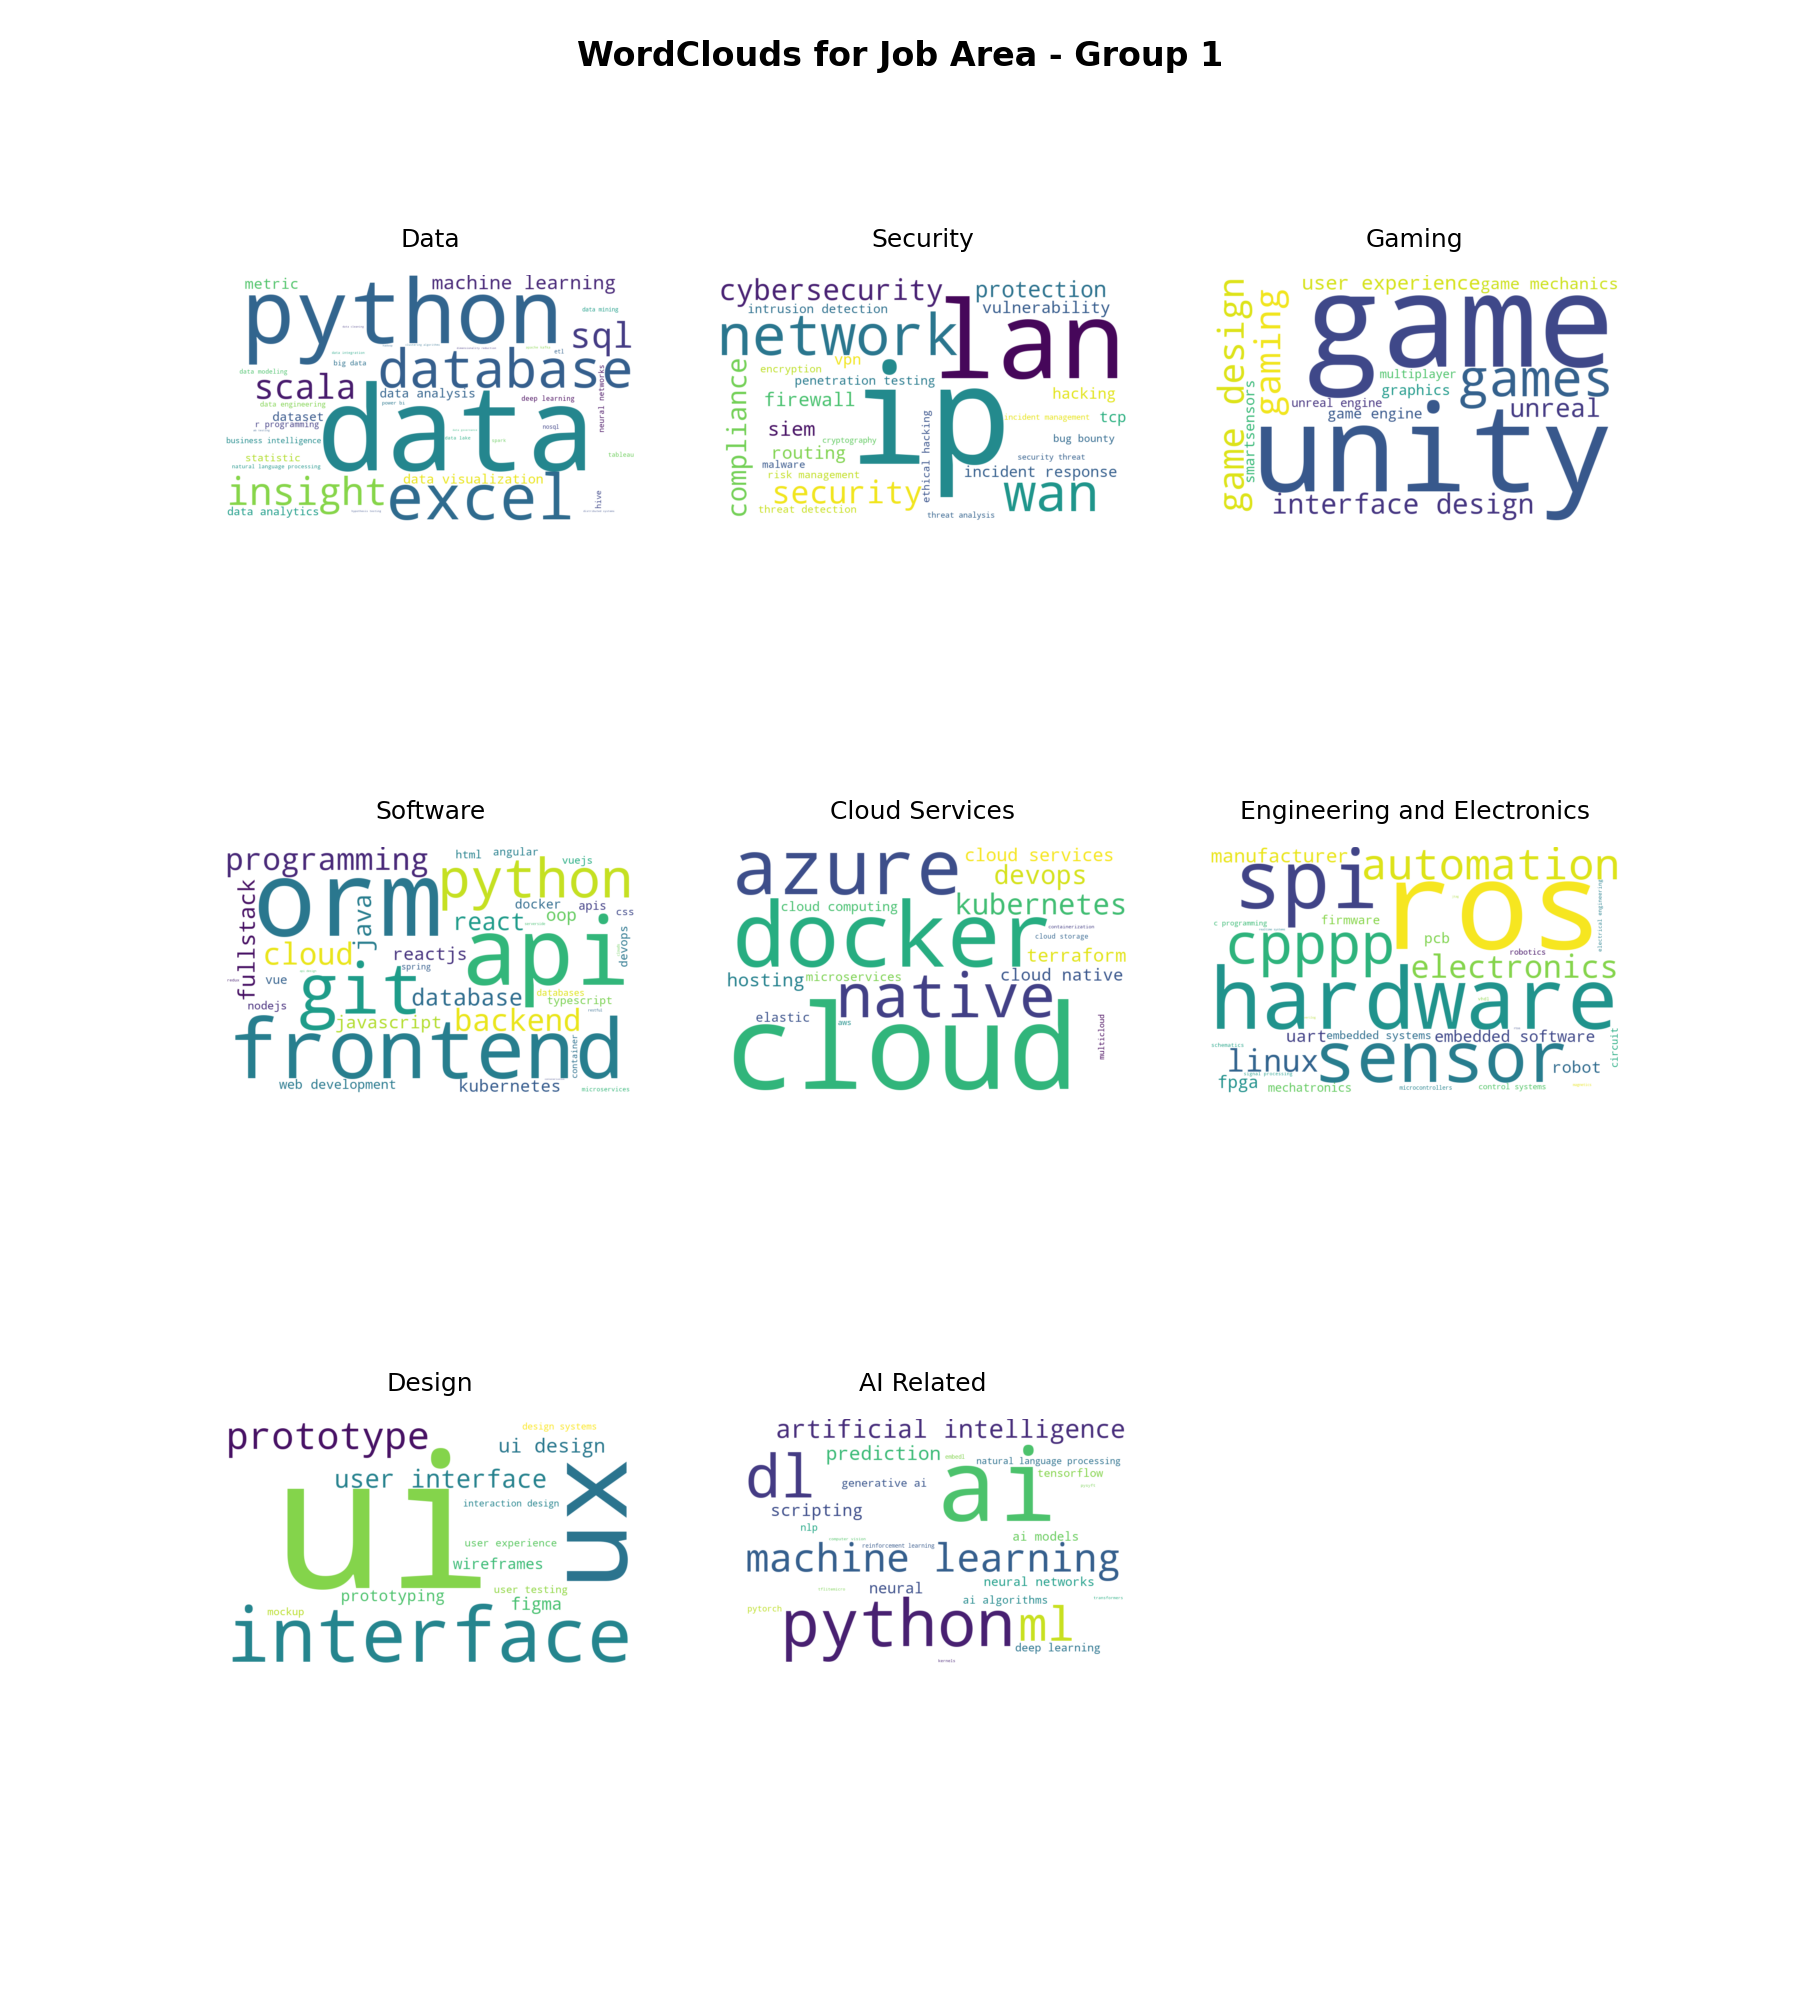 WordClouds for Job Area - Group 1
Data
metric
machine learning
python
data mining
sql
data integration
big data
etl
database
data modeling
scala
data analysis
neural networks
data engineering
deep learning
power bi
dataset
r programming
data
nosql
business intelligence
data lake
spark
statistic
tableau
natural language processing
data visualization
insight
excel
hive
data analytics
Security
cybersecurity
protection
intrusion detection
vulnerability
network
lan
vpn
encryption
penetration testing
compliance
firewall
hacking
ip
incident management
tcp
siem
cryptography
bug bounty
routing
ethical hacking
security threat
malware
incident response
risk management
security
wan
threat detection
threat analysis
Gaming
user experience
game mechanics
game design
gaming
game
multiplayer
graphics
games
smartsensors
unreal engine
game engine
unreal
unity
interface design
Software
programming
html
angular
vuejs
python
orm
fullstack
java
docker
apis
css
react
oop
cloud
reactjs
api
devops
spring
vue
git
database
databases
nodejs
typescript
javascript
backend
frontend
container
web development
kubernetes
microservices
Cloud Services
azure
cloud services
devops
cloud computing
kubernetes
docker
containerization
cloud storage
terraform
hosting
microservices
cloud native
native
elastic
aws
cloud
multicloud
Engineering and Electronics
manufacturer
spi
automation
ros
electrical engineering
c programming
firmware
cpppp
pcb
robotics
electronics
hardware
uart
embedded systems
embedded software
circuit
schematics
linux
sensor
robot
signal processing
fpga
mechatronics
microcontrollers
control systems
Design
prototype
design systems
ui design
user interface
ux
ui
interaction design
user experience
wireframes
prototyping
user testing
figma
mockup
interface
AI Related
artificial intelligence
prediction
dl
ai
natural language processing
generative ai
tensorflow
scripting
nlp
ai models
computer vision
reinforcement learning
machine learning
neural
neural networks
ai algorithms
transformers
pytorch
python
ml
deep learning